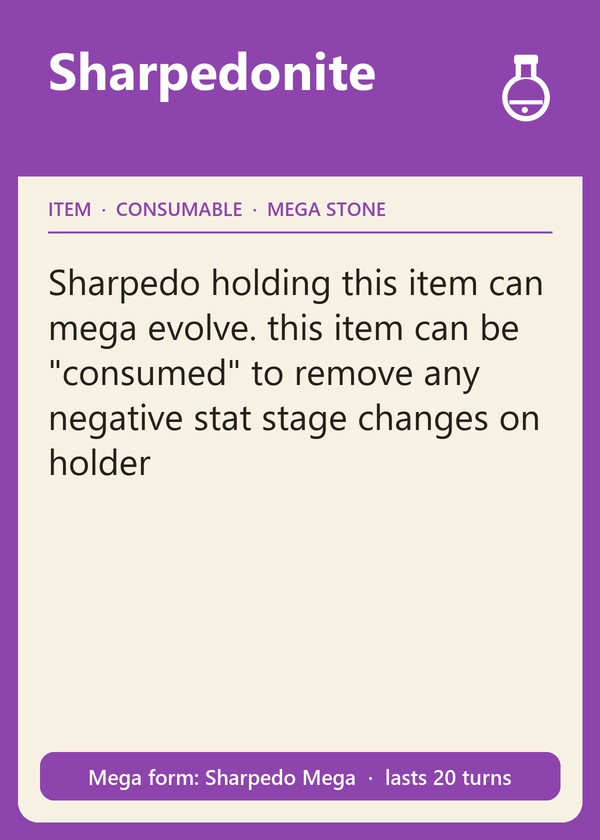 Sharpedonite
ITEM · CONSUMABLE · MEGA STONE
Sharpedo holding this item can
mega evolve. this item can be
"consumed" to remove any
negative stat stage changes on
holder
Mega form: Sharpedo Mega · lasts 20 turns